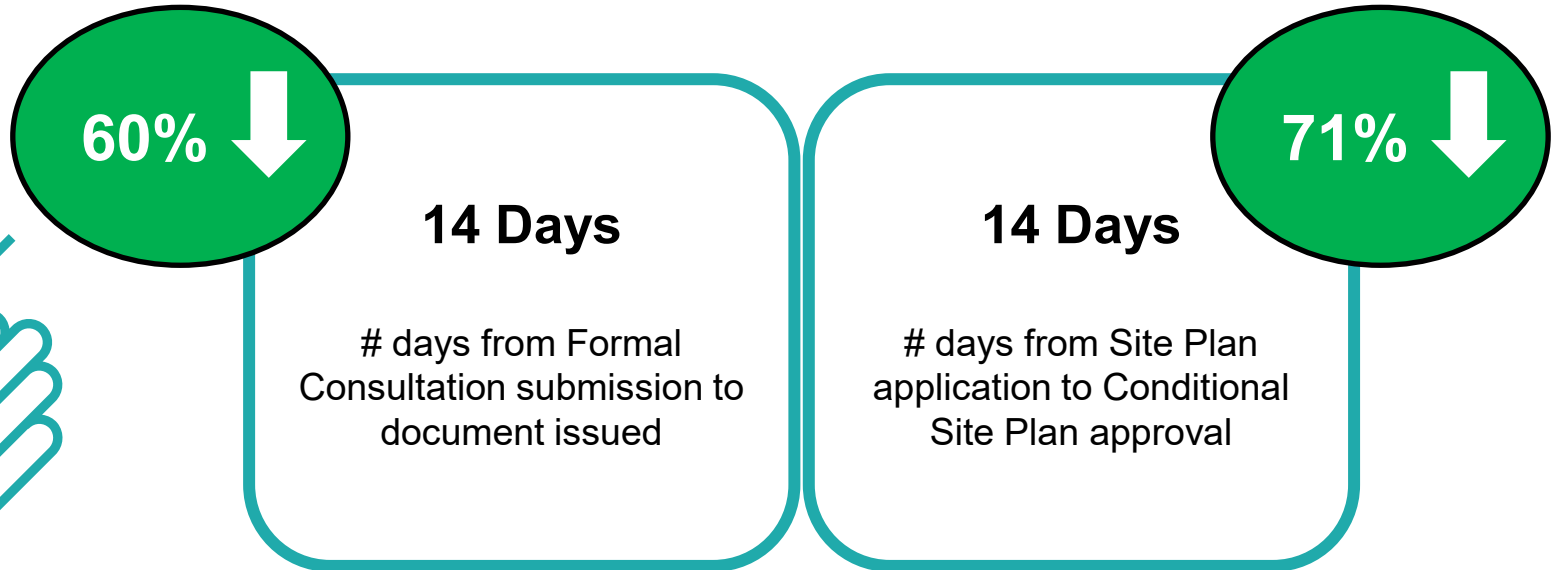 60%
14 Days
# days from Formal
Consultation submission to
document issued
71%
14 Days
# days from Site Plan
application to Conditional
Site Plan approval